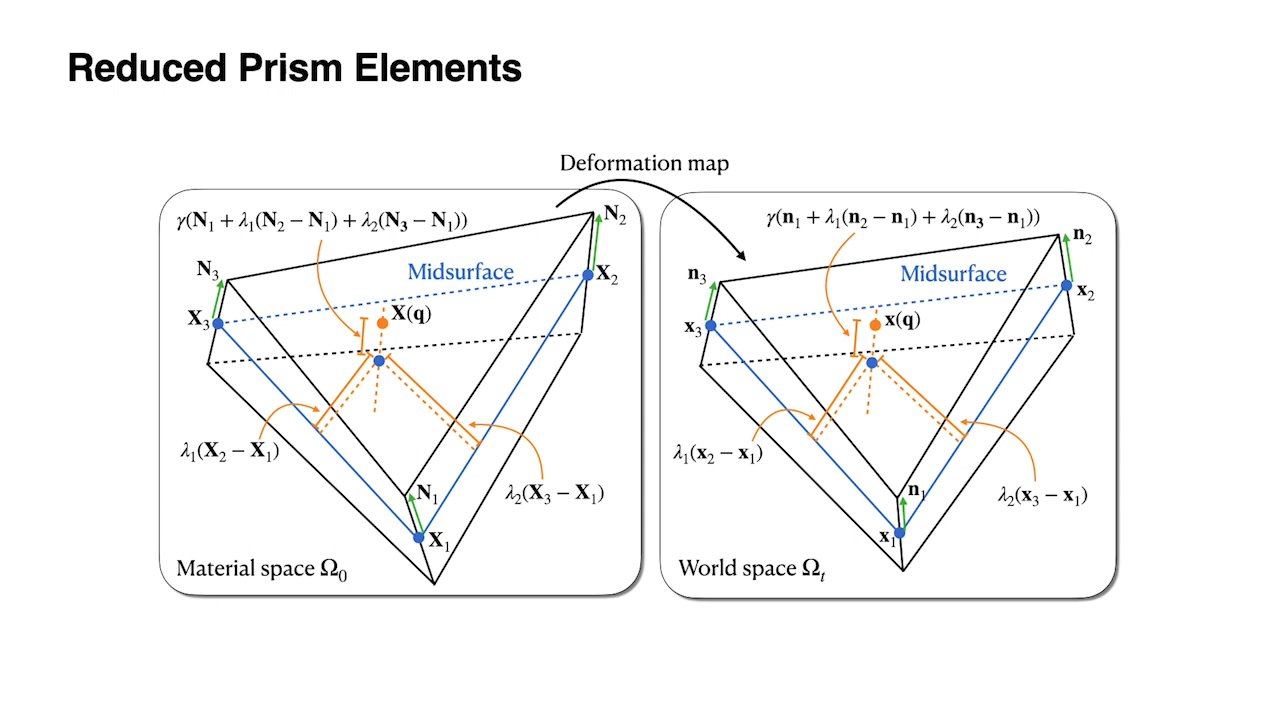 Reduced Prism Elements
Deformation map
γ(N₁ + λ₁(N₂ − N₁) + λ₂(N₃ − N₁))
N₂
N₃
Midsurface
X₂
X₃
X(q)
λ₁(X₂ − X₁)
N₁
λ₂(X₃ − X₁)
X₁
Material space Ω₀
γ(n₁ + λ₁(n₂ − n₁) + λ₂(n₃ − n₁))
n₂
n₃
Midsurface
x₂
x₃
x(q)
λ₁(x₂ − x₁)
n₁
λ₂(x₃ − x₁)
x₁
World space Ωₜ